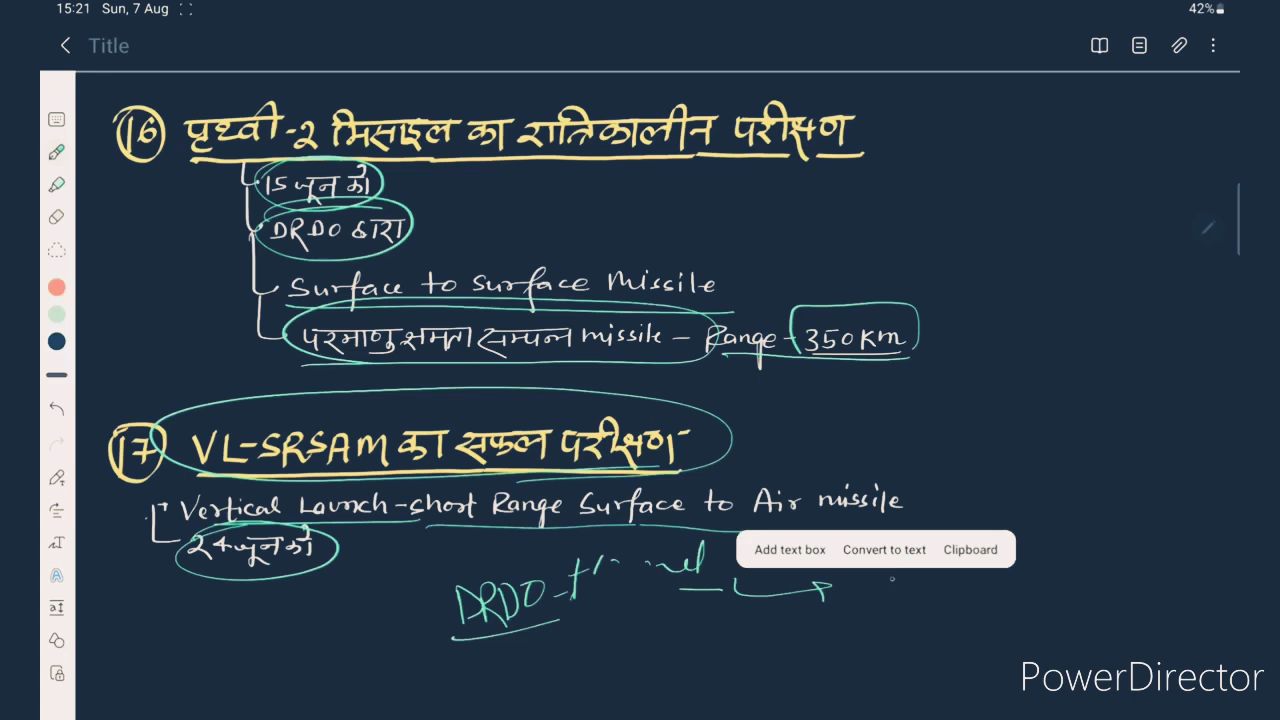 15:21 Sun, 7 Aug
42%
Title
16 पृथ्वी-2 मिसाइल का रात्रिकालीन परीक्षण
15 जून को
DRDO द्वारा
Surface to Surface Missile
परमाणु क्षमता सम्पन्न missile - Range - 350 Km
17 VL-SRSAM का सफल परीक्षण
Vertical Launch-short Range Surface to Air missile
24 जून को
Add text box Convert to text Clipboard
DRDO -
PowerDirector